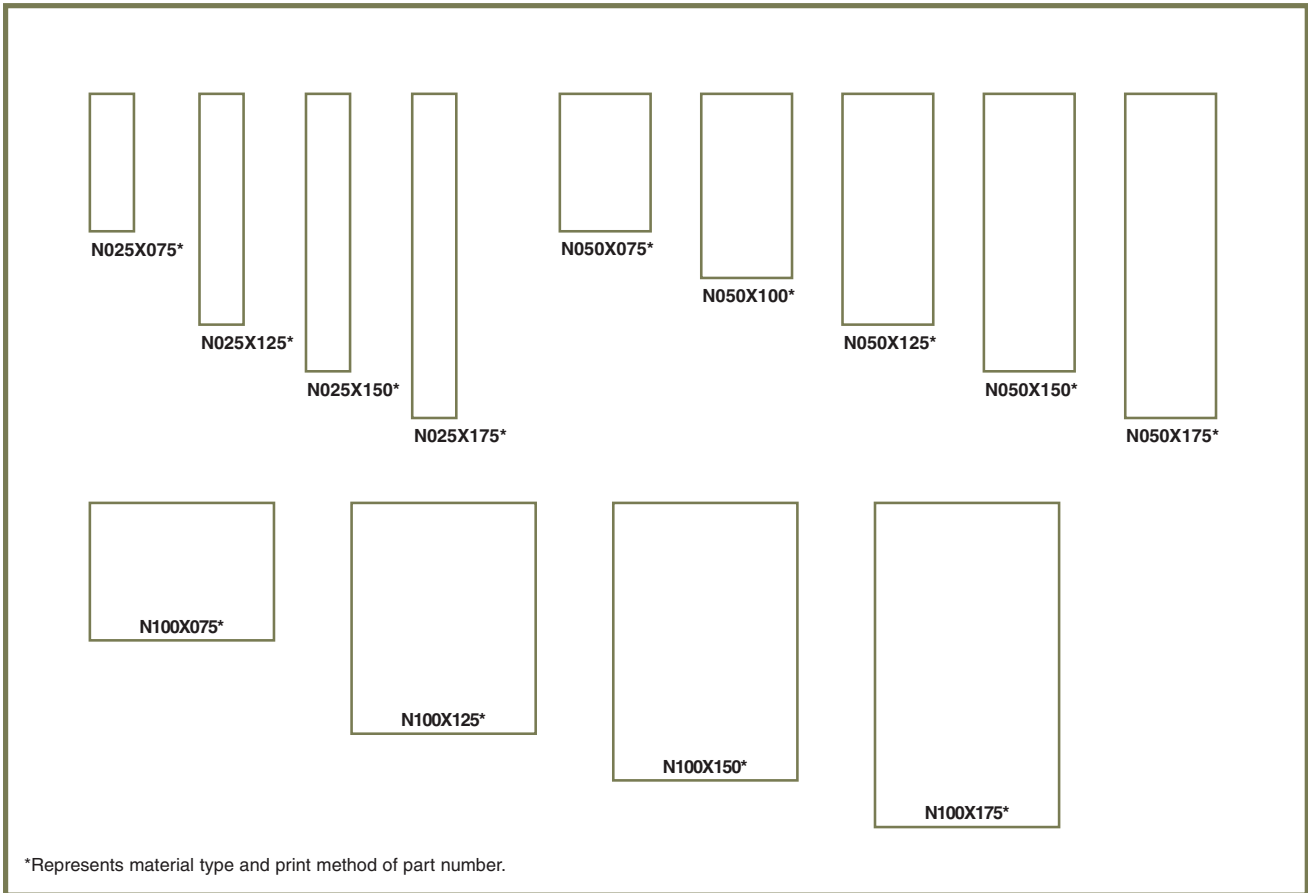 N025X075*
N025X125*
N025X150*
N025X175*
N050X075*
N050X100*
N050X125*
N050X150*
N050X175*
N100X075*
N100X125*
N100X150*
N100X175*
*Represents material type and print method of part number.